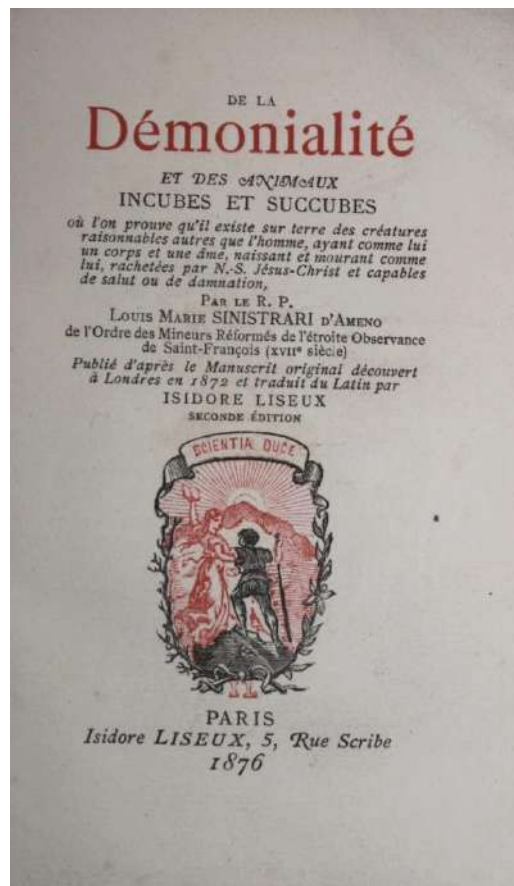 DE LA
Démonialité
ET DES ANIMAUX
INCUBES ET SUCCUBES
où l'on prouve qu'il existe sur terre des créatures
raisonnables autres que l'homme, ayant comme lui
un corps et une âme, naissant et mourant comme
lui, rachetées par N.-S. Jésus-Christ et capables
de salut ou de damnation,
PAR LE R. P.
LOUIS MARIE SINISTRARI D'AMENO
de l'Ordre des Mineurs Réformés de l'étroite Observance
de Saint-François (XVIIe siècle)
Publié d'après le Manuscrit original découvert
à Londres en 1872 et traduit du Latin par
ISIDORE LISEUX
SECONDE ÉDITION
SCIENTIA DUCE
IL
PARIS
Isidore LISEUX, 5, Rue Scribe
1876